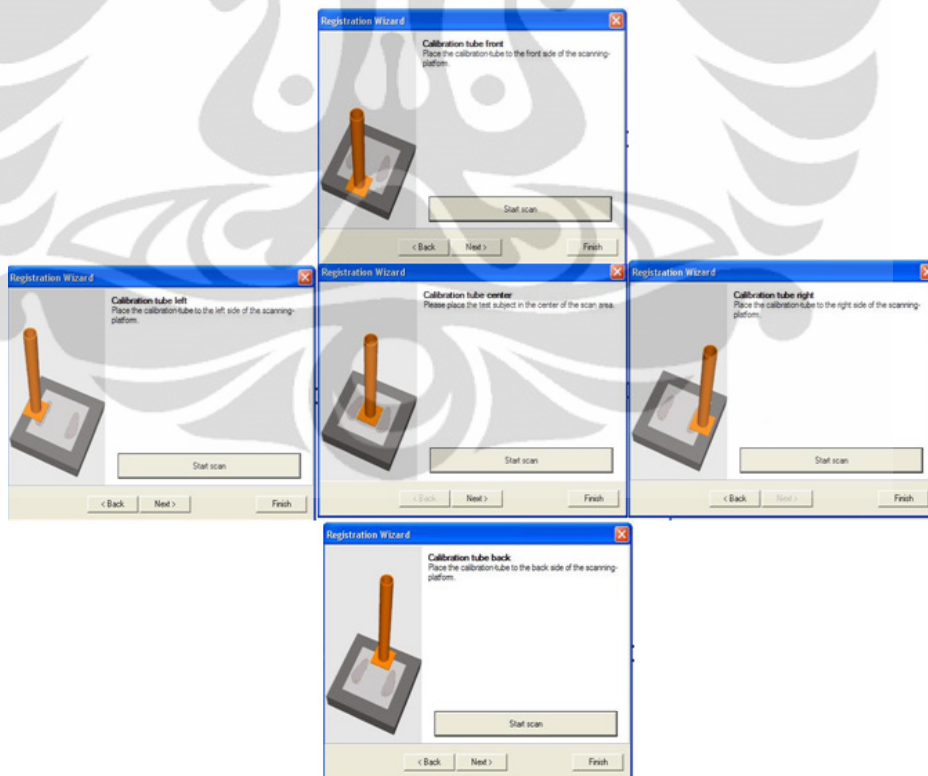 Registration Wizard
Calibration tube front
Place the calibration-tube to the front side of the scanning-
platform.
Start scan
< Back
Next >
Finish
Registration Wizard
Calibration tube left
Place the calibration-tube to the left side of the scanning-
platform.
Start scan
< Back
Next >
Finish
Registration Wizard
Calibration tube center
Please place the test subject in the center of the scan area.
Start scan
< Back
Next >
Finish
Registration Wizard
Calibration tube right
Place the calibration-tube to the right side of the scanning-
platform.
Start scan
< Back
Next >
Finish
Registration Wizard
Calibration tube back
Place the calibration-tube to the back side of the scanning-
platform.
Start scan
< Back
Next >
Finish